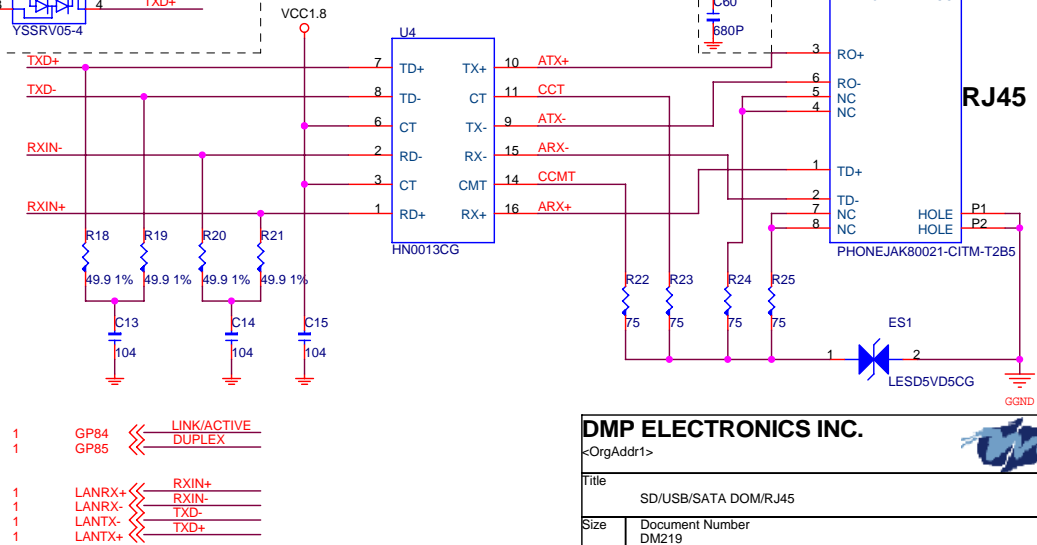 4 TXD+
YSSRV05-4
VCC1.8
C60
680P
U4
TXD+ 7 TD+ TX+ 10 ATX+ 3 RO+
TXD- 8 TD- CT 11 CCT 6 RO-
5 NC
4 NC
RJ45
6 CT TX- 9 ATX-
RXIN- 2 RD- RX- 15 ARX- 1 TD+
3 CT CMT 14 CCMT 2 TD-
RXIN+ 1 RD+ RX+ 16 ARX+ 7 NC HOLE P1
8 NC HOLE P2
HN0013CG
PHONEJAK80021-CITM-T2B5
R18 R19 R20 R21
49.9 1% 49.9 1% 49.9 1% 49.9 1%
R22 R23 R24 R25
75 75 75 75
C13 C14 C15
104 104 104
ES1
1 2
LESD5VD5CG
GGND
1 GP84 LINK/ACTIVE
1 GP85 DUPLEX
1 LANRX+ RXIN+
1 LANRX- RXIN-
1 LANTX- TXD-
1 LANTX+ TXD+
DMP ELECTRONICS INC.
<OrgAddr1>
Title
SD/USB/SATA DOM/RJ45
Size Document Number
DM219